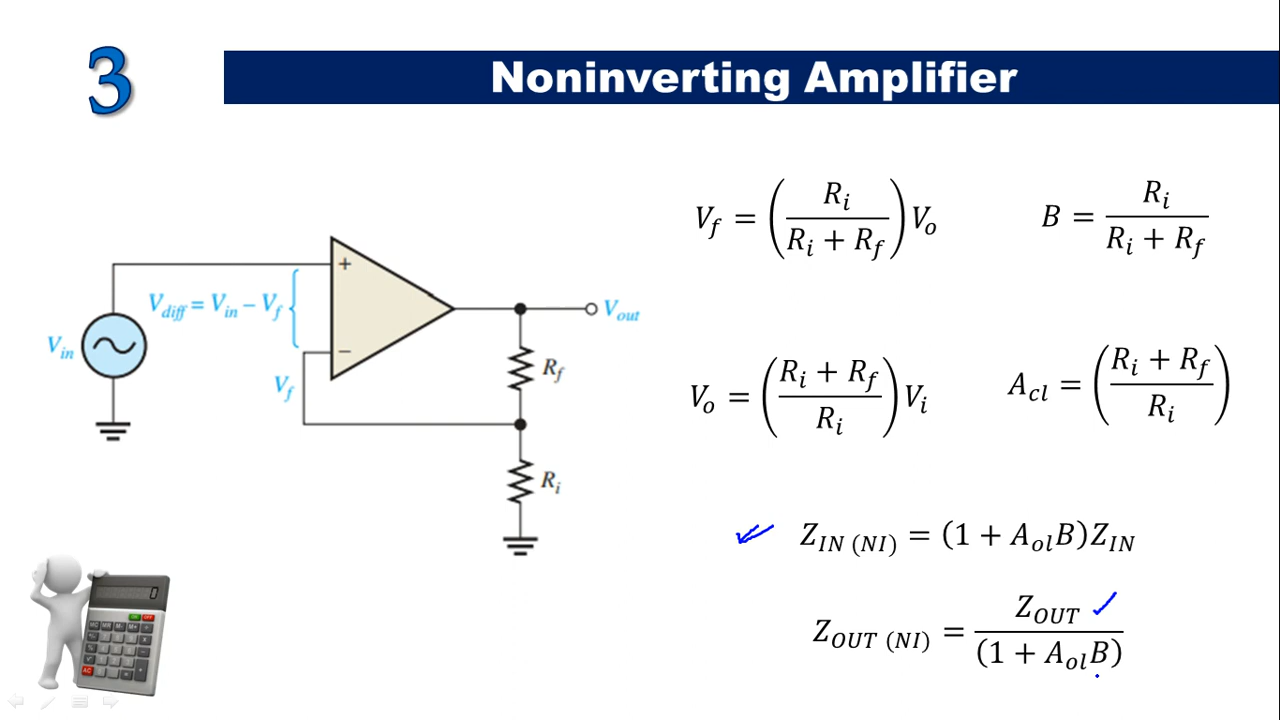 3
Noninverting Amplifier
V_f = (R_i / (R_i + R_f)) V_o
B = R_i / (R_i + R_f)
+
V_diff = V_in − V_f
V_in
V_out
−
V_f
R_f
V_o = ((R_i + R_f) / R_i) V_i
A_cl = ((R_i + R_f) / R_i)
R_i
Z_IN (NI) = (1 + A_ol B) Z_IN
Z_OUT (NI) = Z_OUT / (1 + A_ol B)